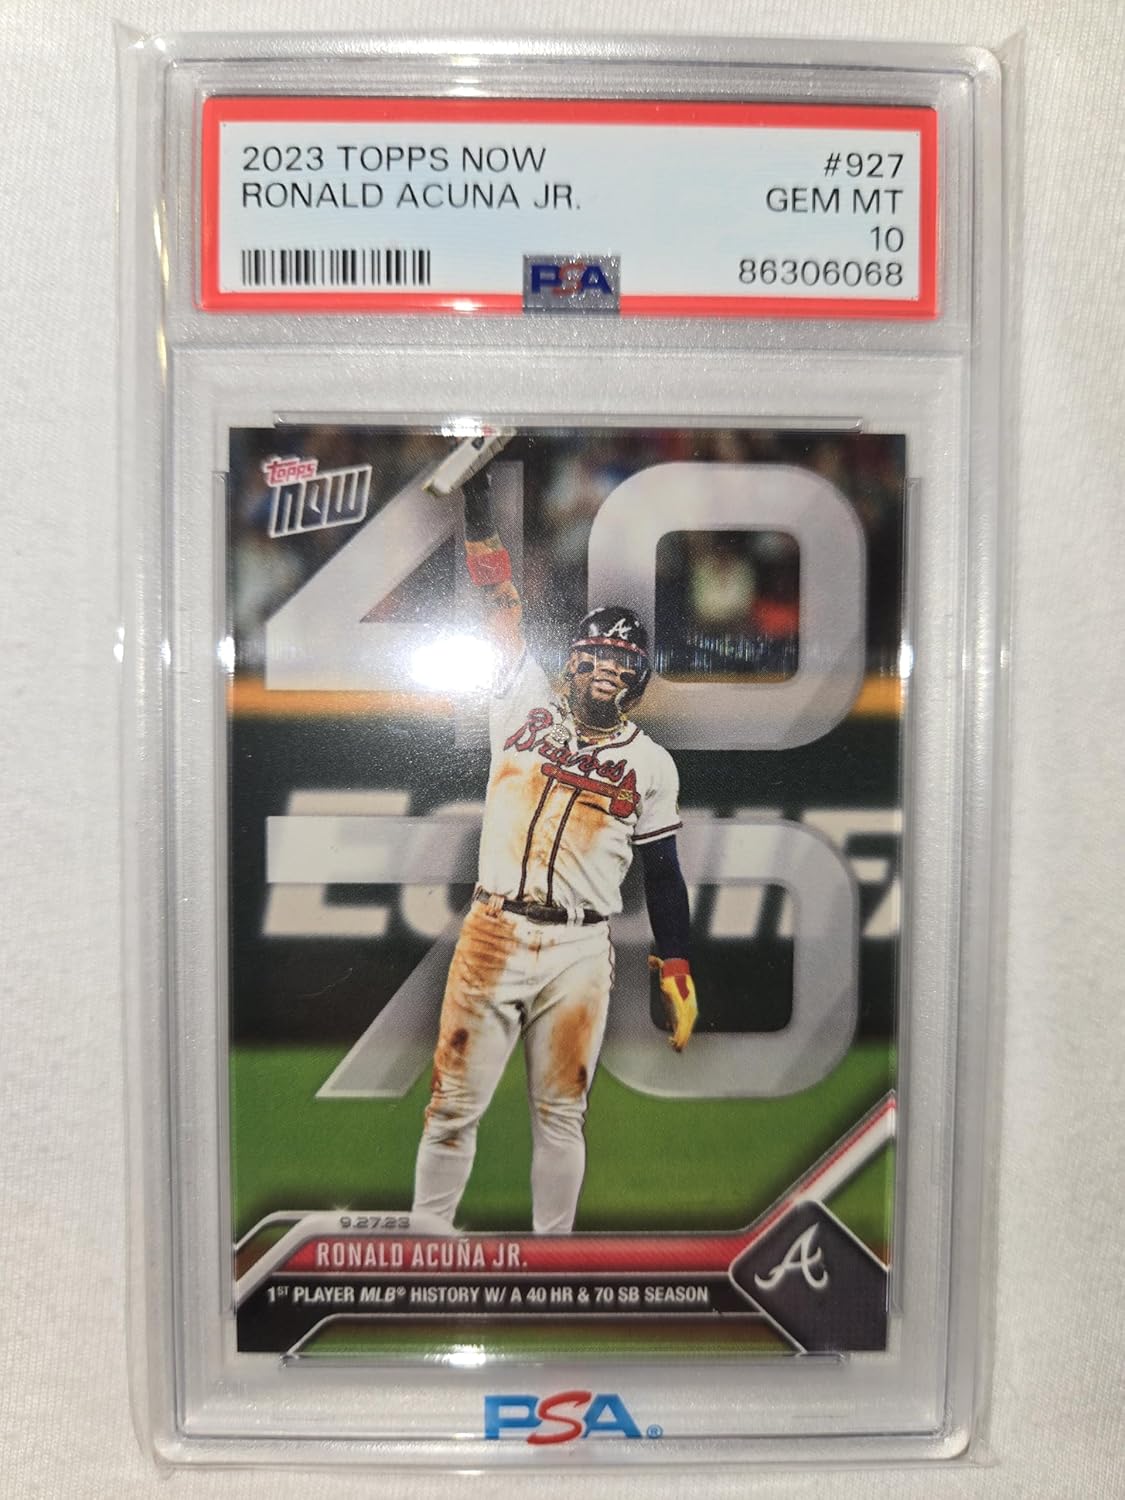 2023 TOPPS NOW #927
RONALD ACUNA JR. GEM MT
10
PSA 86306068
topps
NOW
40
A
Braves
70
9.27.23
RONALD ACUÑA JR.
1ST PLAYER MLB® HISTORY W/ A 40 HR & 70 SB SEASON
A
PSA®